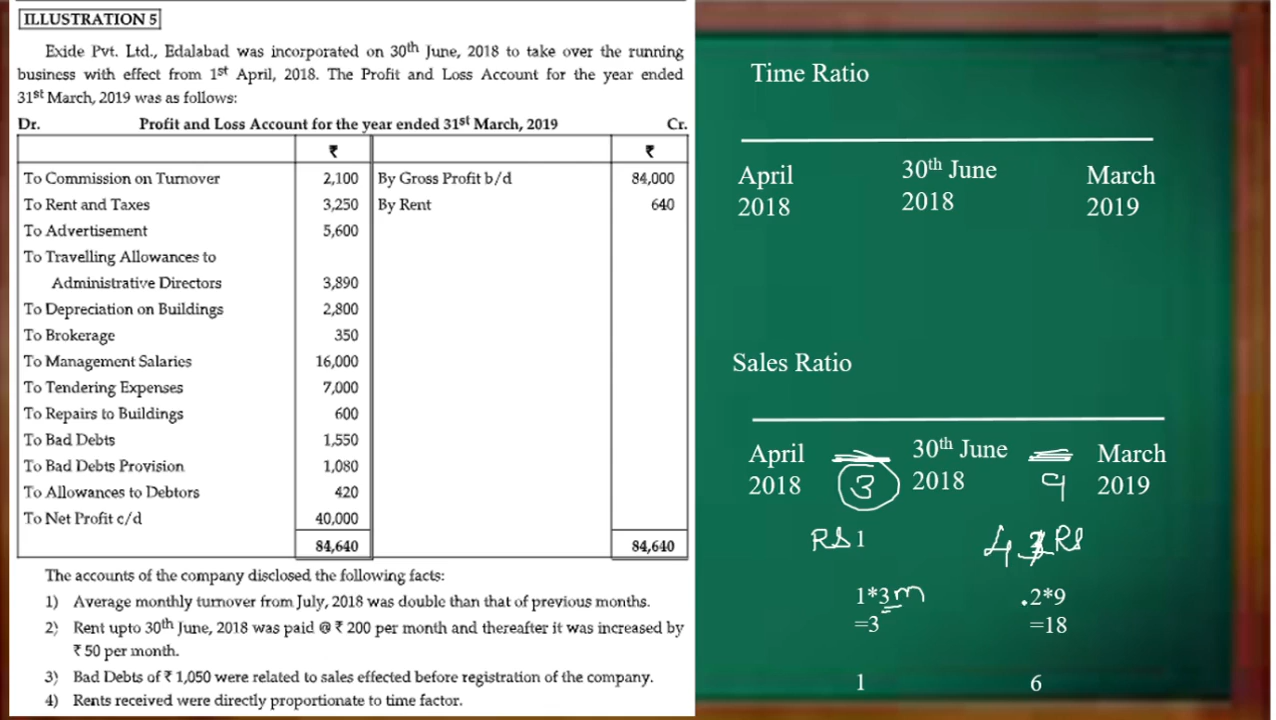 ILLUSTRATION 5
Exide Pvt. Ltd., Edalabad was incorporated on 30th June, 2018 to take over the running
business with effect from 1st April, 2018. The Profit and Loss Account for the year ended
31st March, 2019 was as follows:
Dr. Profit and Loss Account for the year ended 31st March, 2019 Cr.
₹ ₹
To Commission on Turnover 2,100 By Gross Profit b/d 84,000
To Rent and Taxes 3,250 By Rent 640
To Advertisement 5,600
To Travelling Allowances to
Administrative Directors 3,890
To Depreciation on Buildings 2,800
To Brokerage 350
To Management Salaries 16,000
To Tendering Expenses 7,000
To Repairs to Buildings 600
To Bad Debts 1,550
To Bad Debts Provision 1,080
To Allowances to Debtors 420
To Net Profit c/d 40,000
84,640 84,640
The accounts of the company disclosed the following facts:
1) Average monthly turnover from July, 2018 was double than that of previous months.
2) Rent upto 30th June, 2018 was paid @ ₹ 200 per month and thereafter it was increased by
₹ 50 per month.
3) Bad Debts of ₹ 1,050 were related to sales effected before registration of the company.
4) Rents received were directly proportionate to time factor.
Time Ratio
April 30th June March
2018 2018 2019
Sales Ratio
April 30th June March
2018 3 2018 9 2019
RS 1 RS
1*3m .2*9
=3 =18
1 6